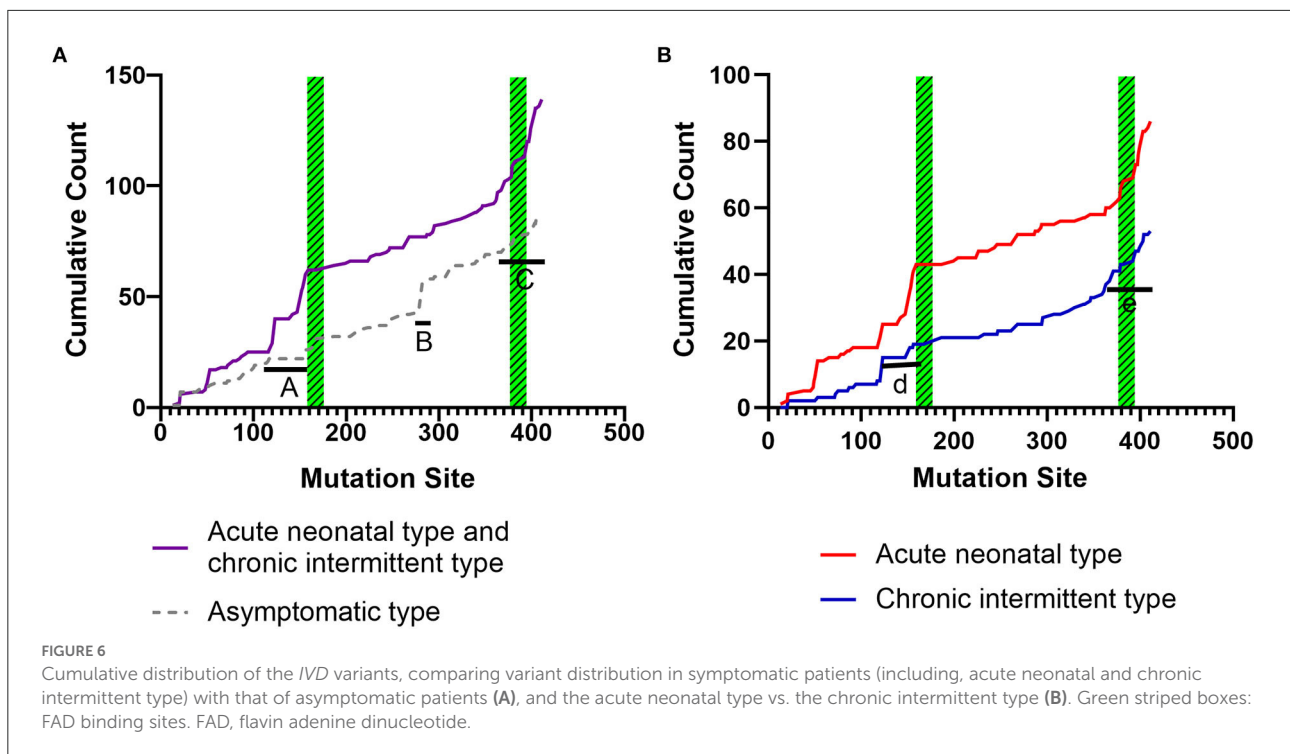 A
B
150
100
50
0
Cumulative Count
A
B
C
0 100 200 300 400 500
Mutation Site
Acute neonatal type and
chronic intermittent type
Asymptomatic type
100
80
60
40
20
0
Cumulative Count
d
e
0 100 200 300 400 500
Mutation Site
Acute neonatal type
Chronic intermittent type
FIGURE 6
Cumulative distribution of the IVD variants, comparing variant distribution in symptomatic patients (including, acute neonatal and chronic
intermittent type) with that of asymptomatic patients (A), and the acute neonatal type vs. the chronic intermittent type (B). Green striped boxes:
FAD binding sites. FAD, flavin adenine dinucleotide.